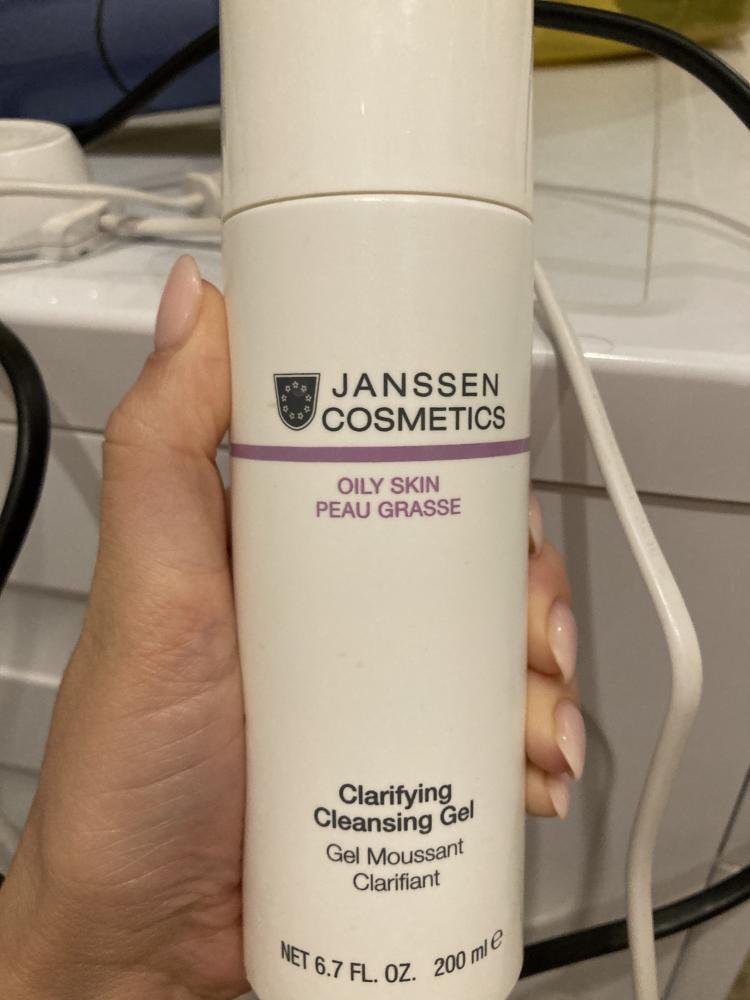 JANSSEN
COSMETICS
OILY SKIN
PEAU GRASSE
Clarifying
Cleansing Gel
Gel Moussant
Clarifiant
NET 6.7 FL. OZ. 200 ml ℮